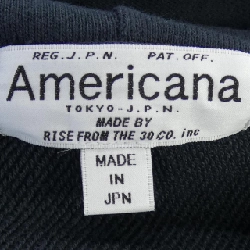 REG. J. P. N. PAT. OFF.
Americana
TOKYO-J.P.N.
MADE BY
RISE FROM THE 30 CO. inc
MADE
IN
JPN